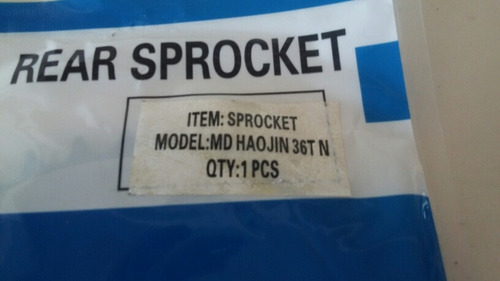 REAR SPROCKET
ITEM: SPROCKET
MODEL:MD HAOJIN 36T N
QTY:1 PCS